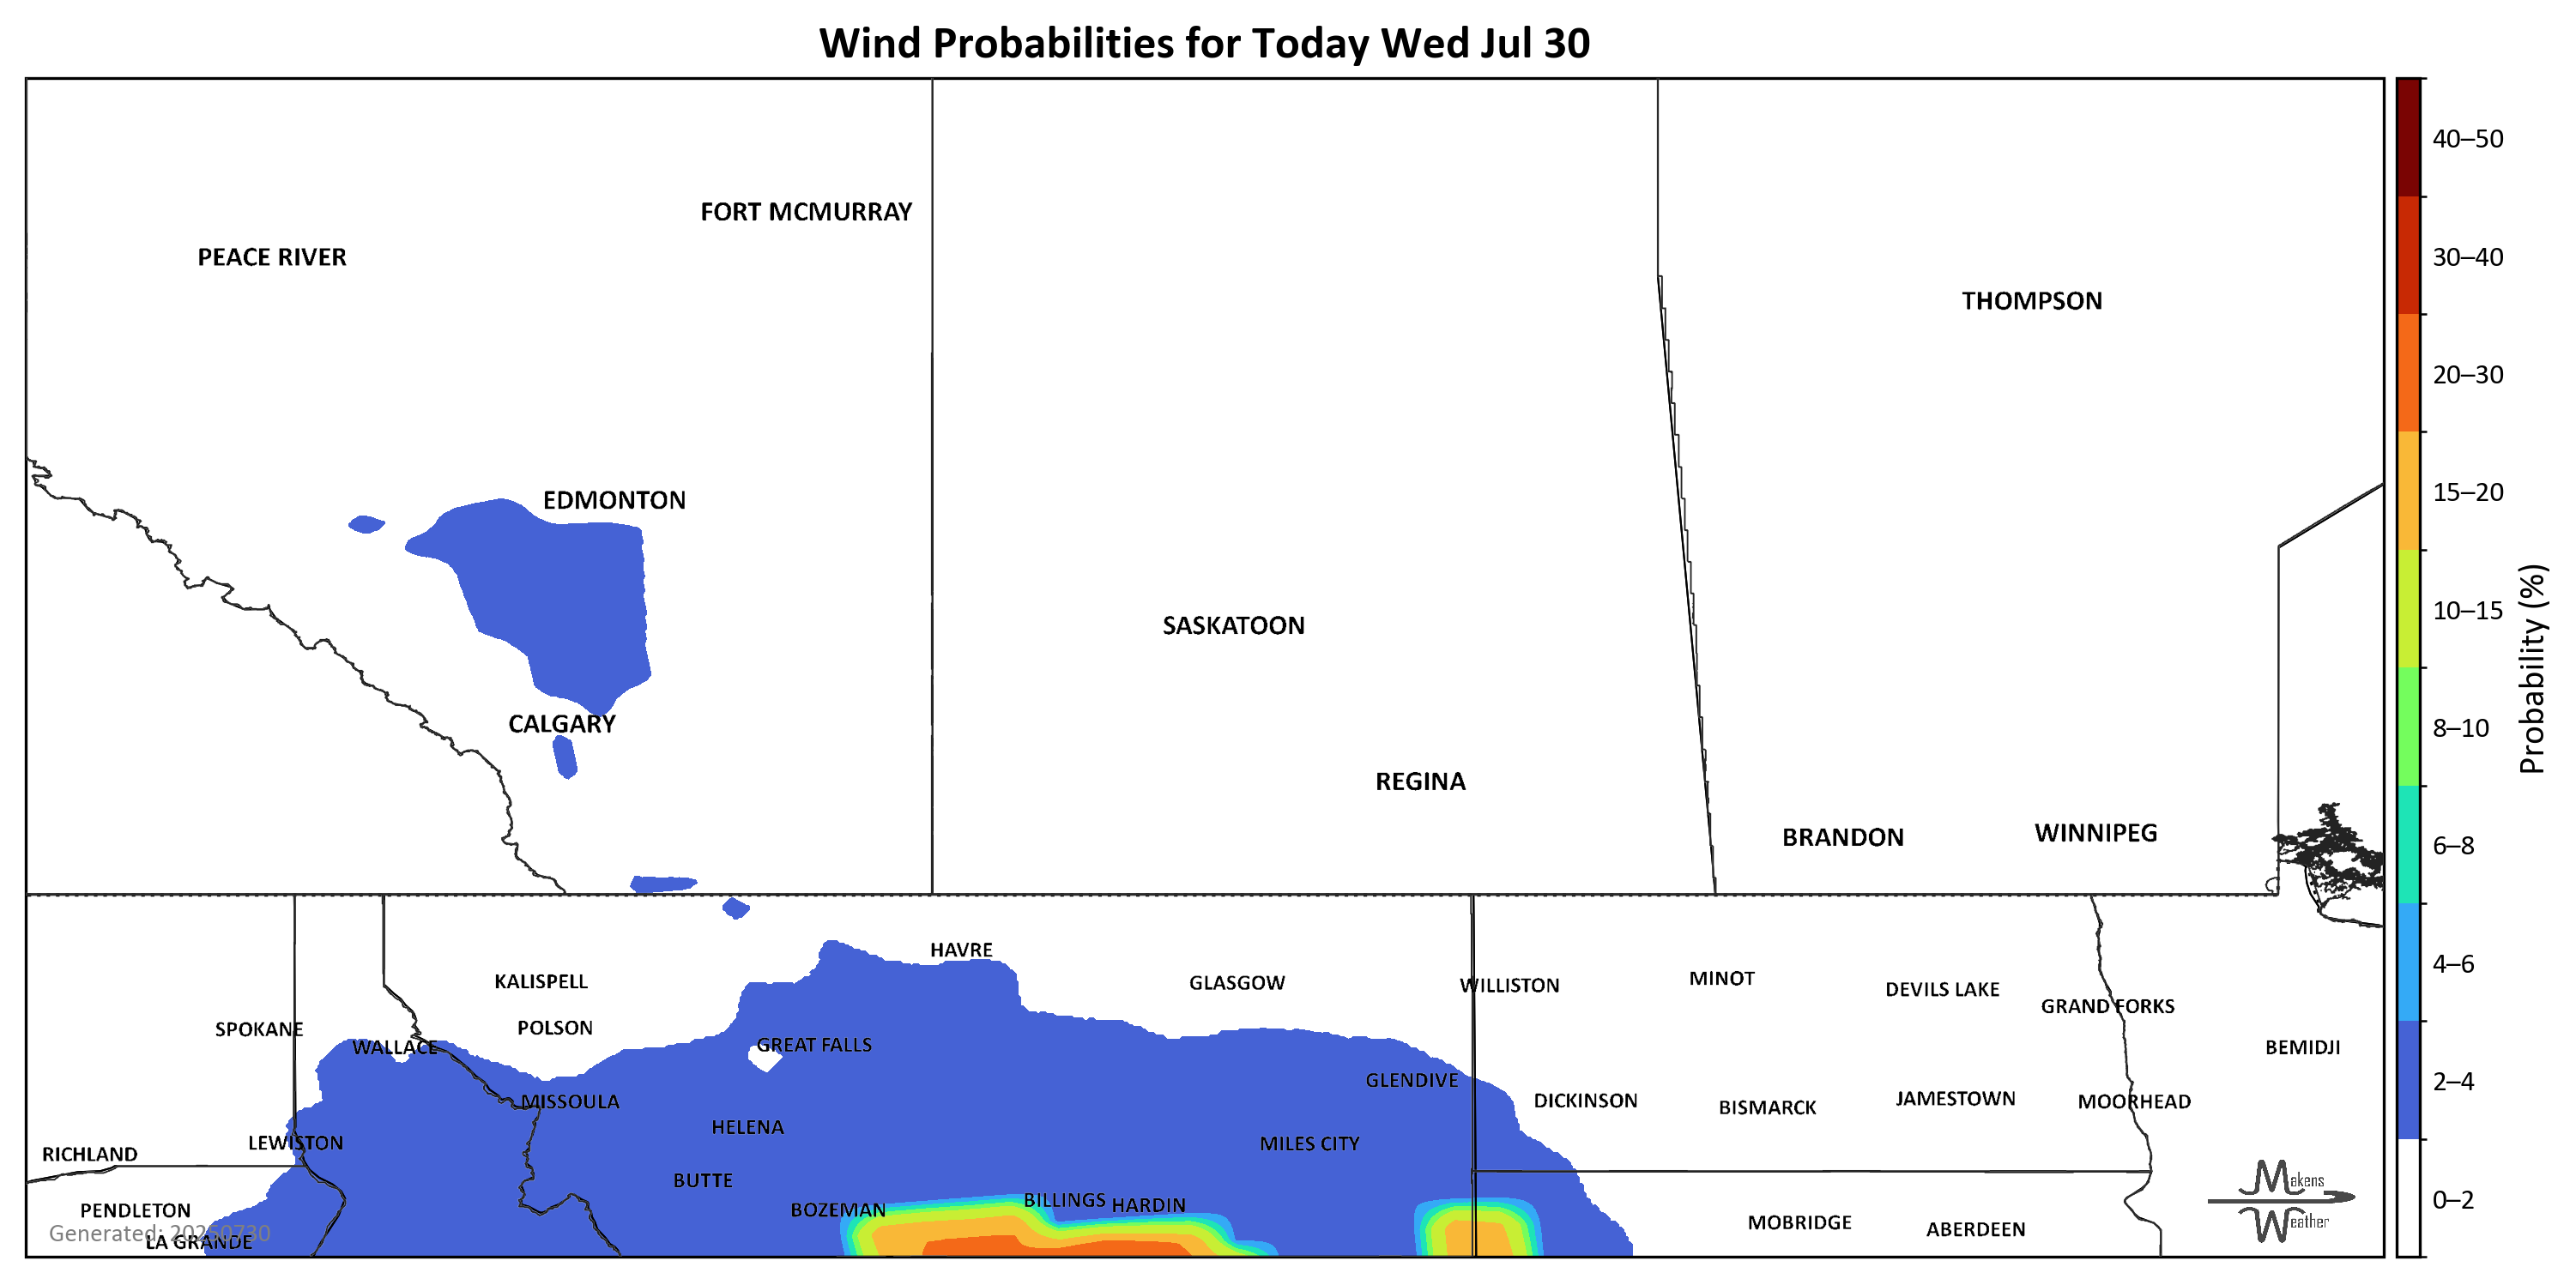 Wind Probabilities for Today Wed Jul 30
40–50
FORT MCMURRAY
PEACE RIVER
30–40
THOMPSON
20–30
EDMONTON
15–20
SASKATOON
10–15
Probability (%)
CALGARY
8–10
REGINA
BRANDON
WINNIPEG
6–8
HAVRE
4–6
KALISPELL
GLASGOW
WILLISTON
MINOT
DEVILS LAKE
GRAND FORKS
SPOKANE
POLSON
WALLACE
GREAT FALLS
BEMIDJI
GLENDIVE
2–4
MISSOULA
DICKINSON
BISMARCK
JAMESTOWN
MOORHEAD
HELENA
LEWISTON
MILES CITY
RICHLAND
BUTTE
Makens
Weather
PENDLETON
BOZEMAN
BILLINGS
HARDIN
0–2
MOBRIDGE
ABERDEEN
Generated: 20250730
LA GRANDE